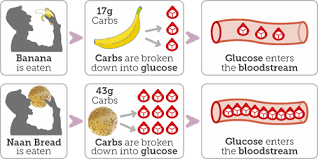 Banana
is eaten
17g
Carbs
Carbs are broken
down into glucose
Glucose enters
the bloodstream
Naan Bread
is eaten
43g
Carbs
Carbs are broken
down into glucose
Glucose enters
the bloodstream